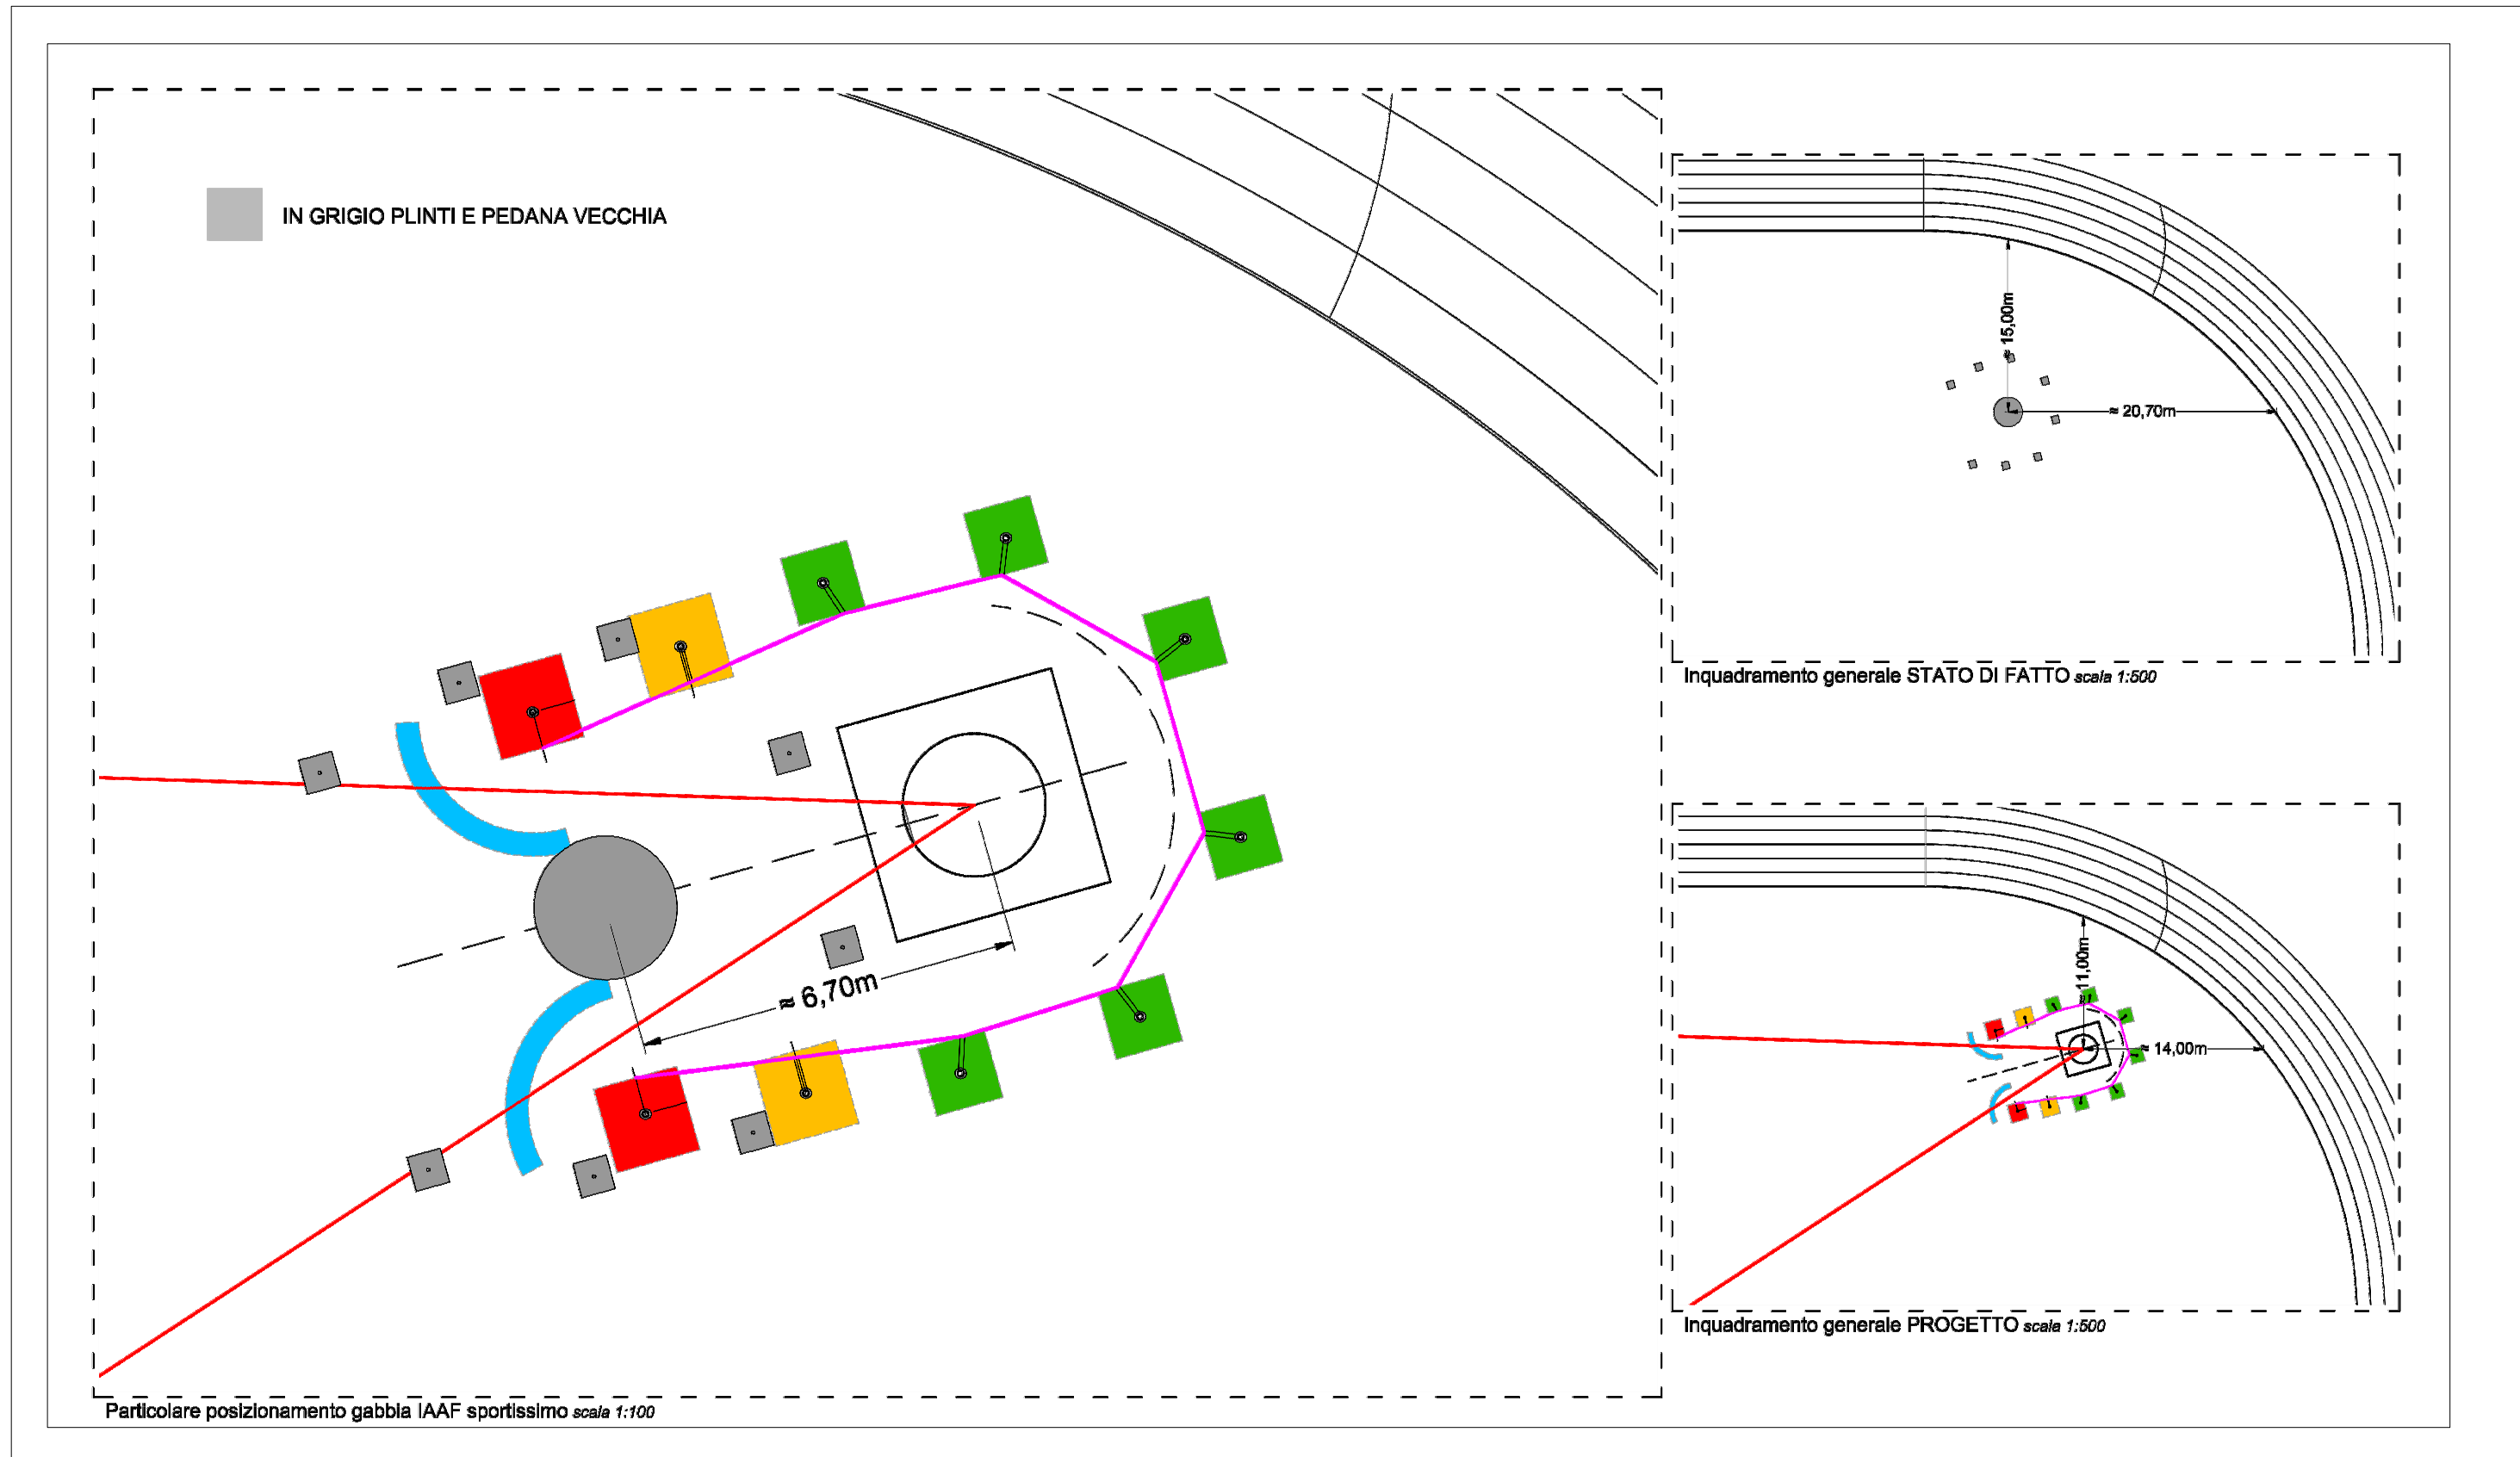 IN GRIGIO PLINTI E PEDANA VECCHIA
≈ 6,70m
Particolare posizionamento gabbia IAAF sportissimo scala 1:100
≈ 15,00m
≈ 20,70m
Inquadramento generale STATO DI FATTO scala 1:500
≈ 11,00m
≈ 14,00m
Inquadramento generale PROGETTO scala 1:500